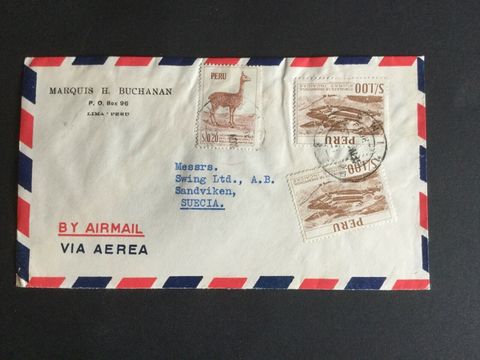 MARQUIS H. BUCHANAN
P. O. Box 96
LIMA - PERU
PERU
S/0.20
S/1.00
PERU
S/1.00
PERU
Messrs.
Swing Ltd., A.B.
Sandviken,
SUECIA.
BY AIRMAIL
VIA AEREA